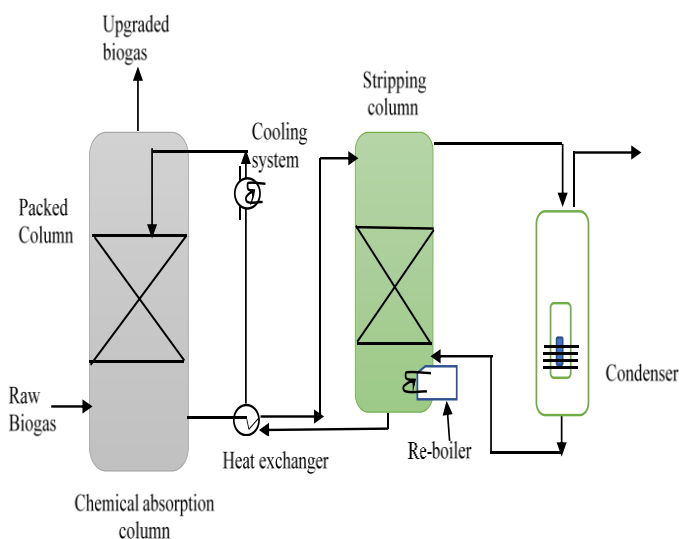 Upgraded
biogas
Stripping
column
Cooling
system
Packed
Column
Raw
Biogas
Condenser
Re-boiler
Heat exchanger
Chemical absorption
column